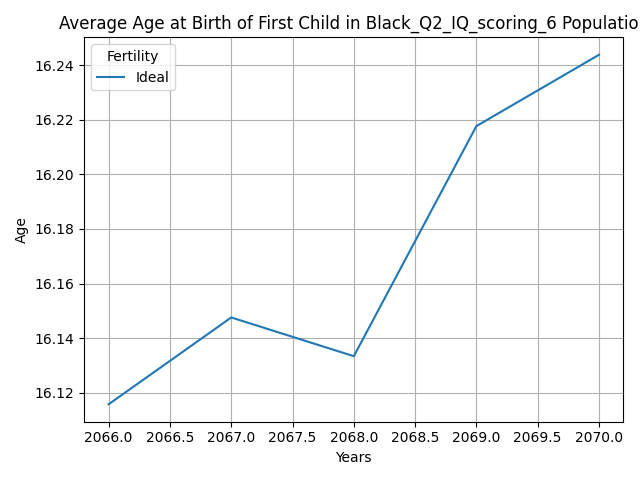 Average Age at Birth of First Child in Black_Q2_IQ_scoring_6 Populatio
Fertility
Ideal
16.24
16.22
16.20
16.18
16.16
16.14
16.12
Age
2066.0 2066.5 2067.0 2067.5 2068.0 2068.5 2069.0 2069.5 2070.0
Years